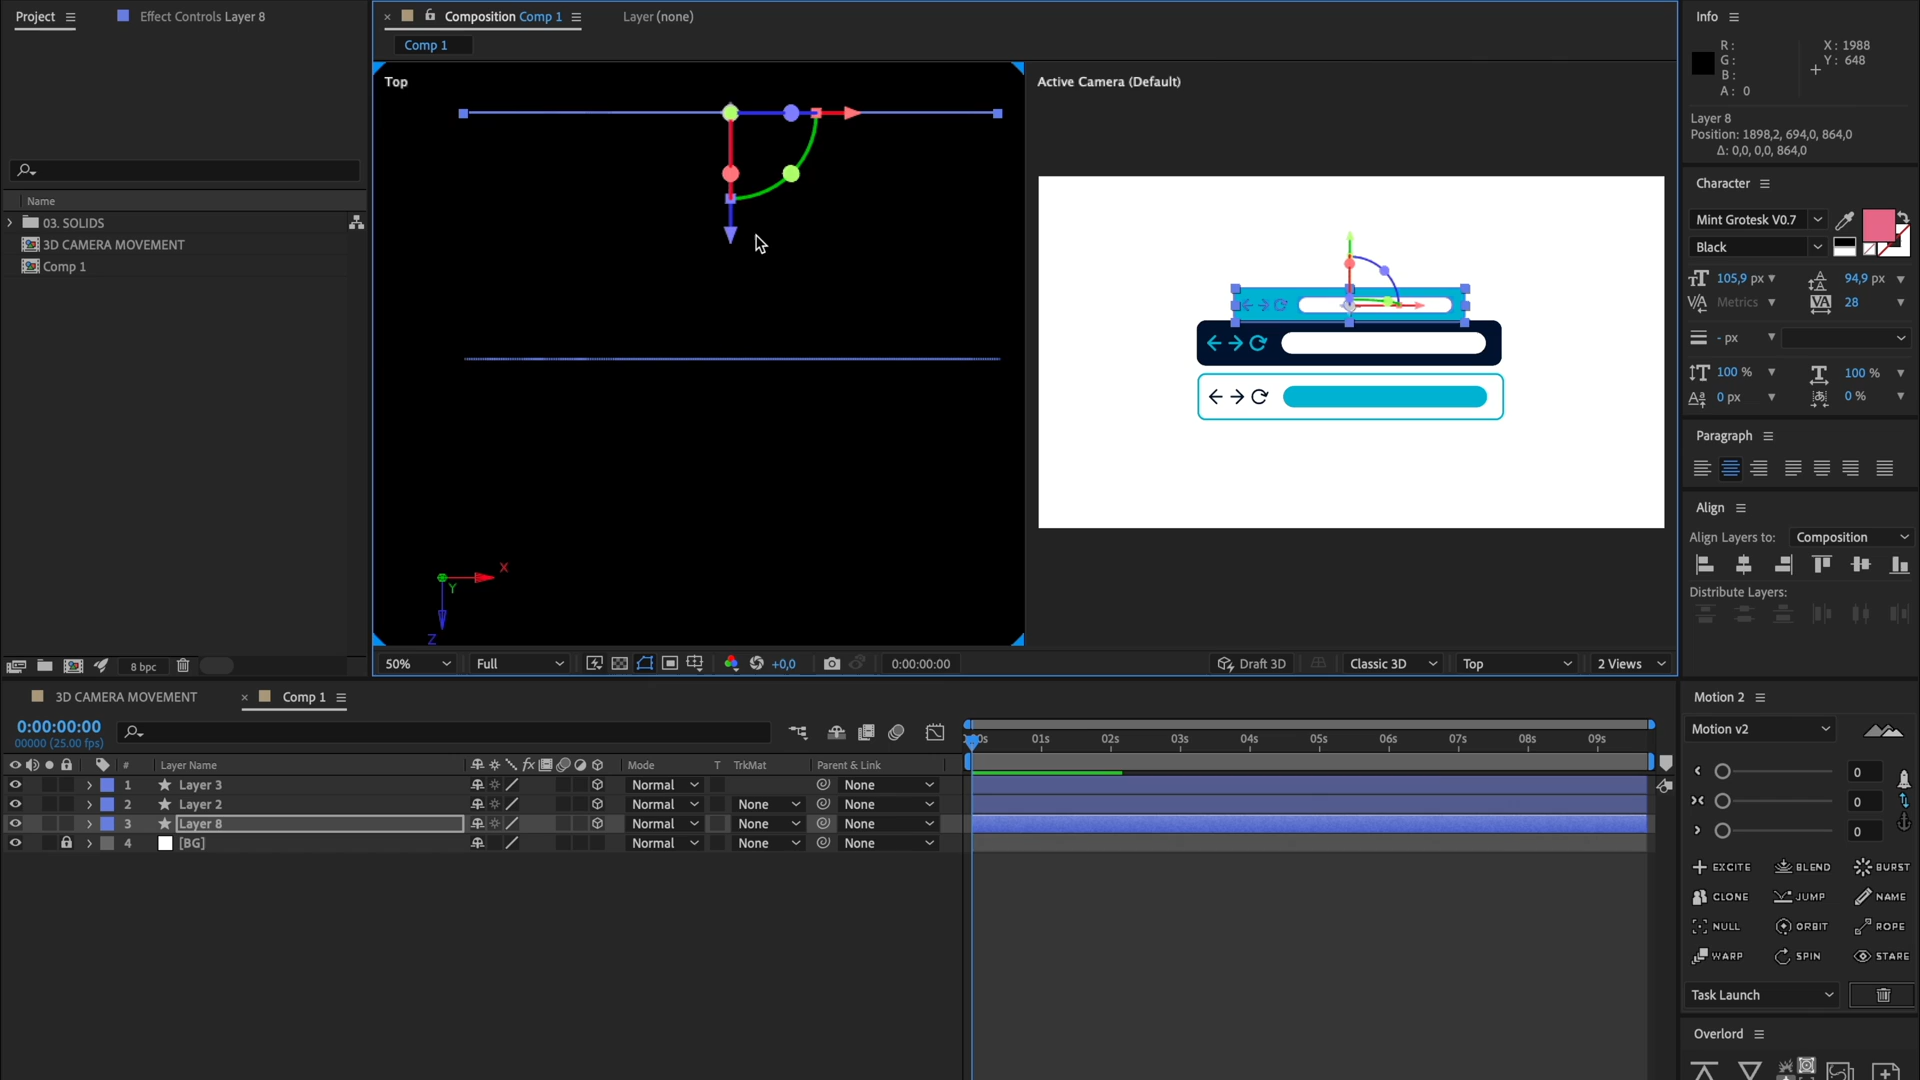 Project
Effect Controls Layer 8
Composition Comp 1
Layer (none)
Comp 1
Top
Active Camera (Default)
Name
03. SOLIDS
3D CAMERA MOVEMENT
Comp 1
X
Y
Z
8 bpc
50%
Full
+0,0
0:00:00:00
Draft 3D
Classic 3D
Top
2 Views
Info
R:
G:
B:
A: 0
X: 1988
Y: 648
Layer 8
Position: 1898,2, 694,0, 864,0
Δ: 0,0, 0,0, 864,0
Character
Mint Grotesk V0.7
Black
105,9 px
94,9 px
Metrics
28
- px
100 %
100 %
0 px
0 %
Paragraph
Align
Align Layers to: Composition
Distribute Layers:
3D CAMERA MOVEMENT
Comp 1
0:00:00:00
00000 (25.00 fps)
01s 02s 03s 04s 05s 06s 07s 08s 09s
# Layer Name Mode T TrkMat Parent & Link
1 Layer 3 Normal None
2 Layer 2 Normal None None
3 Layer 8 Normal None None
4 [BG] Normal None None
Motion 2
Motion v2
0
0
0
EXCITE BLEND BURST
CLONE JUMP NAME
NULL ORBIT ROPE
WARP SPIN STARE
Task Launch
Overlord